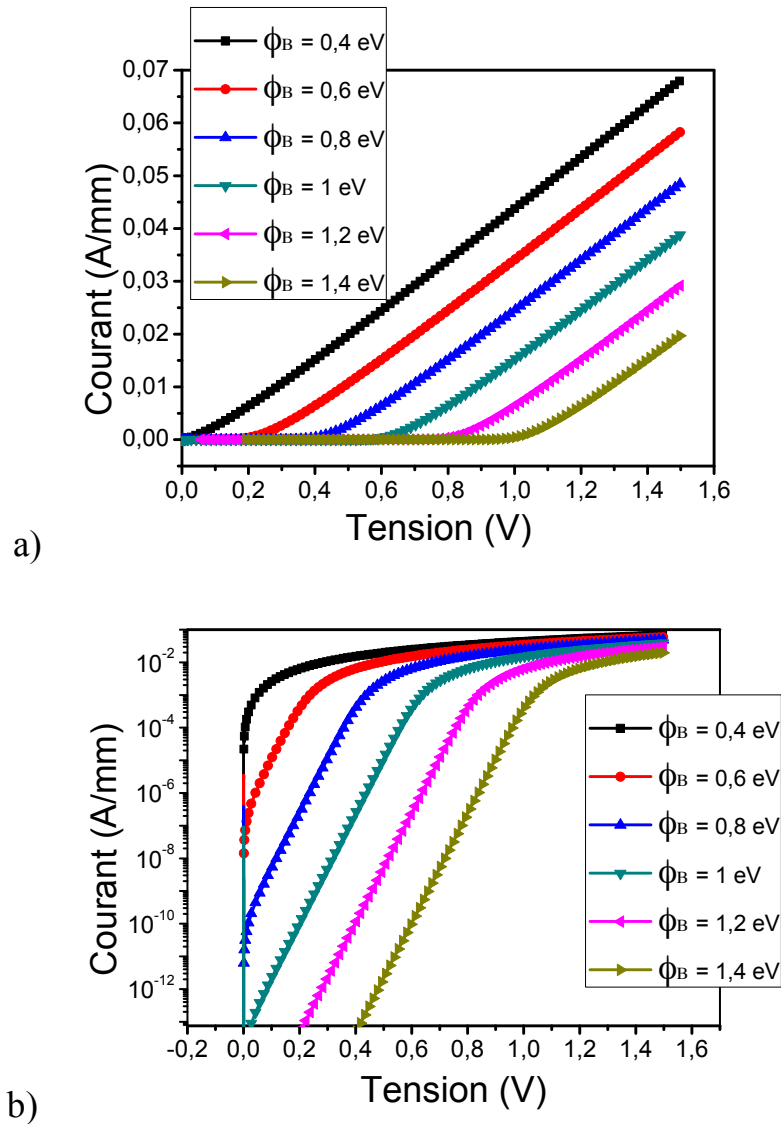 ϕB = 0,4 eV
ϕB = 0,6 eV
ϕB = 0,8 eV
ϕB = 1 eV
ϕB = 1,2 eV
ϕB = 1,4 eV
Courant (A/mm)
0,07
0,06
0,05
0,04
0,03
0,02
0,01
0,00
0,0 0,2 0,4 0,6 0,8 1,0 1,2 1,4 1,6
Tension (V)
a)
Courant (A/mm)
10-2
10-4
10-6
10-8
10-10
10-12
ϕB = 0,4 eV
ϕB = 0,6 eV
ϕB = 0,8 eV
ϕB = 1 eV
ϕB = 1,2 eV
ϕB = 1,4 eV
-0,2 0,0 0,2 0,4 0,6 0,8 1,0 1,2 1,4 1,6
Tension (V)
b)